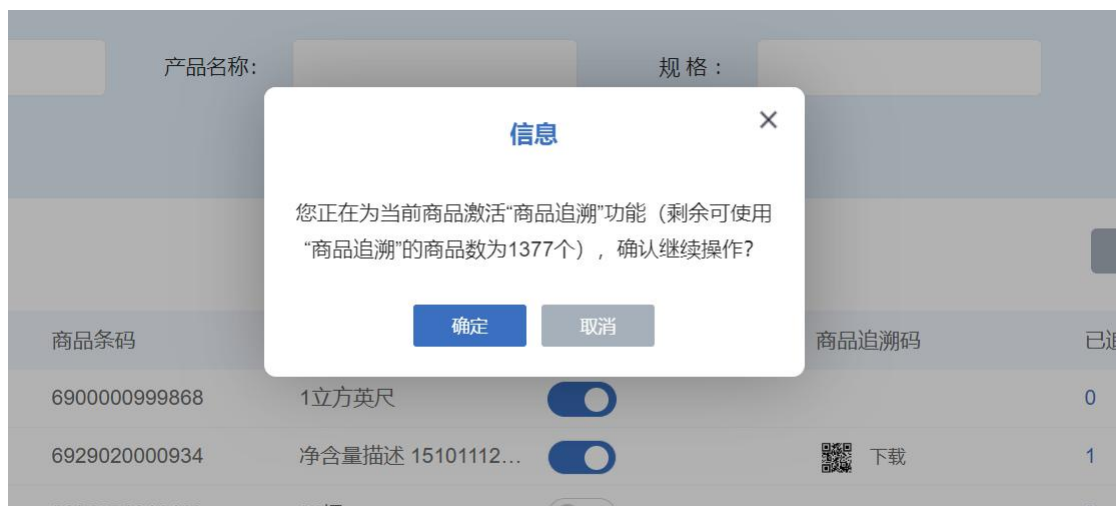 产品名称:
规 格 :
信息
您正在为当前商品激活“商品追溯”功能（剩余可使用
“商品追溯”的商品数为1377个），确认继续操作?
确定
取消
商品条码
商品追溯码
6900000999868
1立方英尺
0
6929020000934
净含量描述 15101112...
下载
1